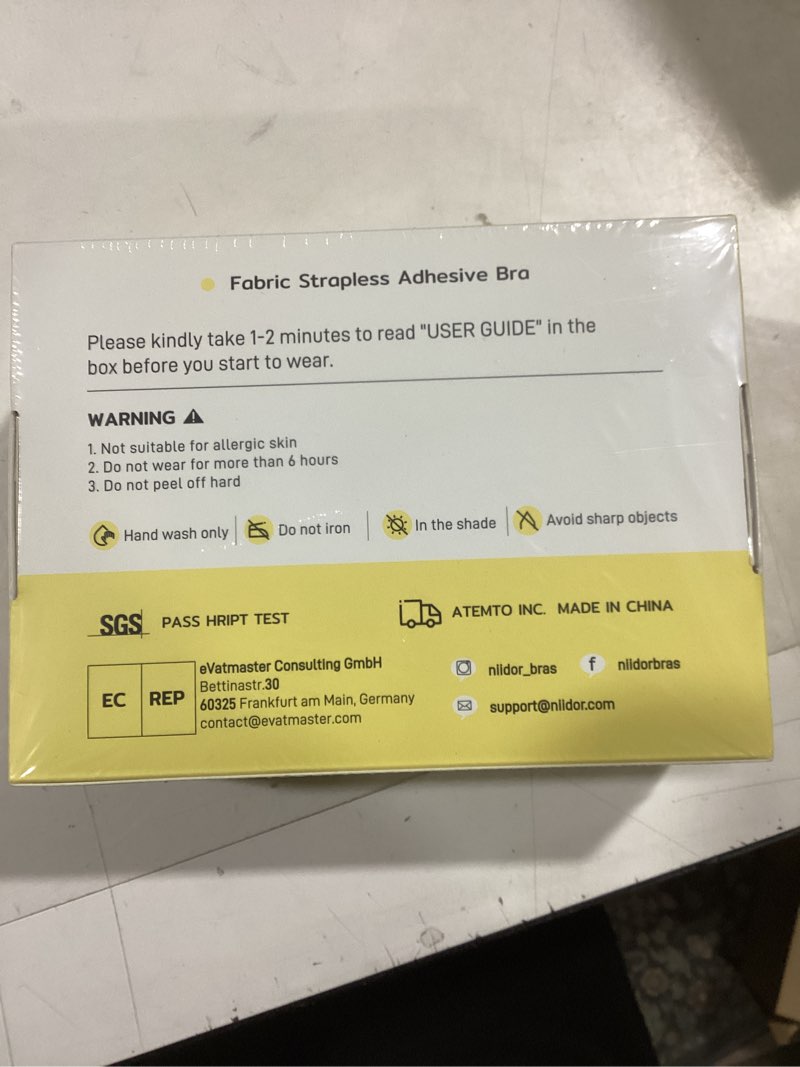 Fabric Strapless Adhesive Bra
Please kindly take 1-2 minutes to read "USER GUIDE" in the
box before you start to wear.
WARNING
1. Not suitable for allergic skin
2. Do not wear for more than 6 hours
3. Do not peel off hard
Hand wash only
Do not iron
In the shade
Avoid sharp objects
SGS PASS HRIPT TEST
ATEMTO INC. MADE IN CHINA
EC REP
eVatmaster Consulting GmbH
Bettinastr.30
60325 Frankfurt am Main, Germany
contact@evatmaster.com
niidor_bras
f niidorbras
support@niidor.com